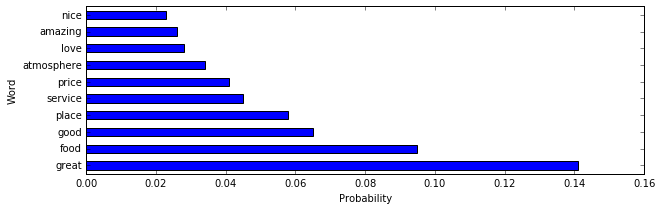 nice
amazing
love
atmosphere
price
service
place
good
food
great
Word
0.00 0.02 0.04 0.06 0.08 0.10 0.12 0.14 0.16
Probability